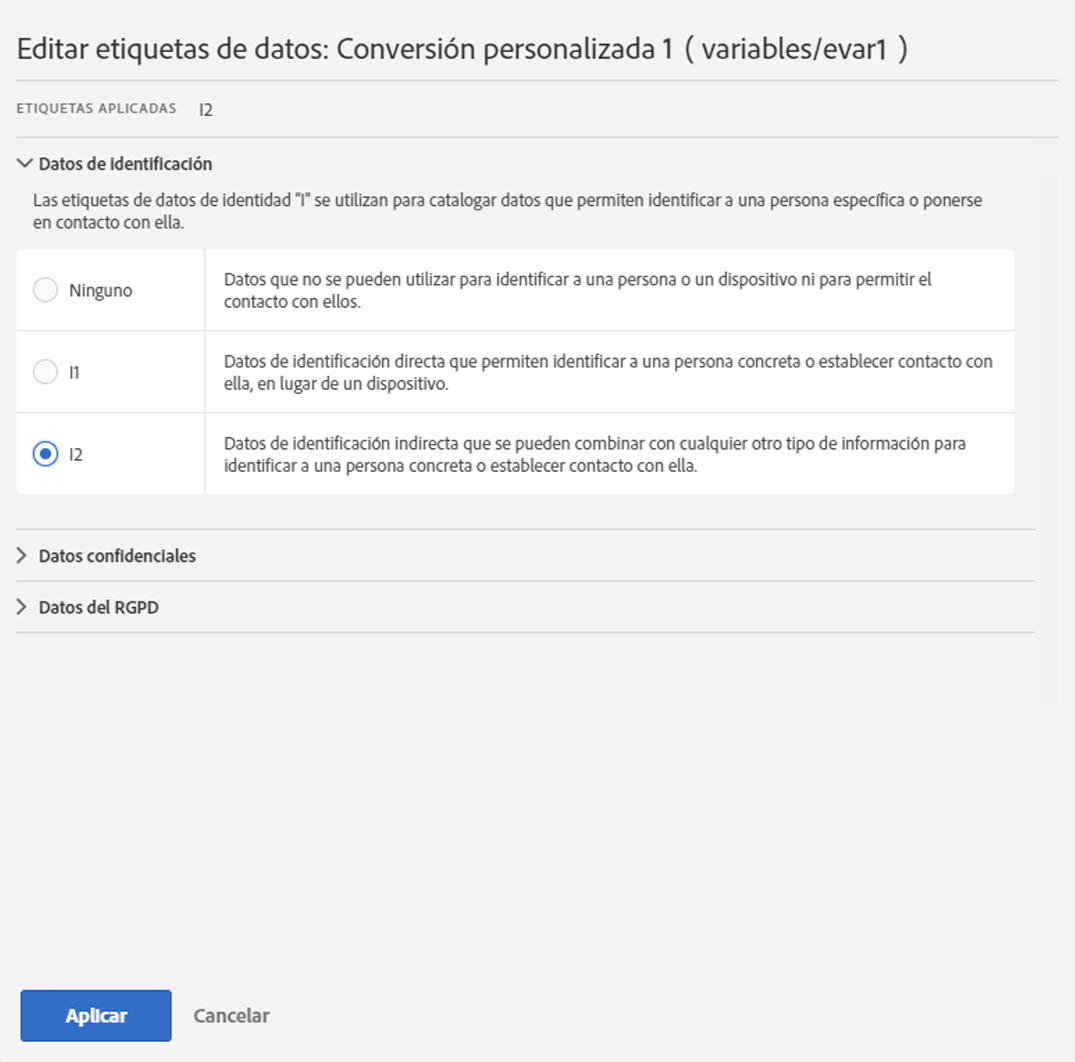 Editar etiquetas de datos: Conversión personalizada 1 ( variables/evar1 )
ETIQUETAS APLICADAS I2
Datos de identificación
Las etiquetas de datos de identidad “I” se utilizan para catalogar datos que permiten identificar a una persona específica o ponerse
en contacto con ella.
Ninguno
Datos que no se pueden utilizar para identificar a una persona o un dispositivo ni para permitir el
contacto con ellos.
I1
Datos de identificación directa que permiten identificar a una persona concreta o establecer contacto con
ella, en lugar de un dispositivo.
I2
Datos de identificación indirecta que se pueden combinar con cualquier otro tipo de información para
identificar a una persona concreta o establecer contacto con ella.
Datos confidenciales
Datos del RGPD
Aplicar Cancelar